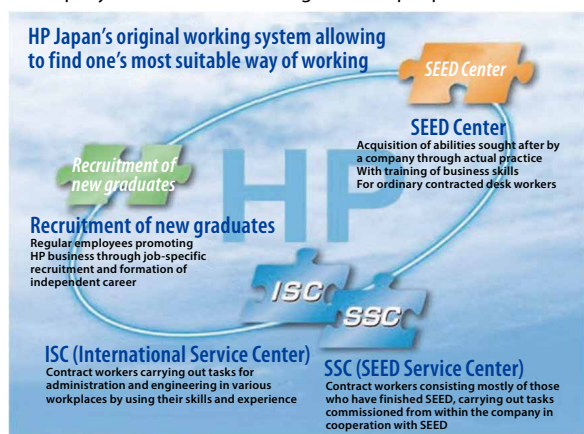 HP Japan's original working system allowing
to find one's most suitable way of working
SEED Center
SEED Center
Acquisition of abilities sought after by
a company through actual practice
With training of business skills
For ordinary contracted desk workers
HP
Recruitment of
new graduates
Recruitment of new graduates
Regular employees promoting
HP business through job-specific
recruitment and formation of
independent career
ISC
SSC
ISC (International Service Center)
Contract workers carrying out tasks for
administration and engineering in various
workplaces by using their skills and experience
SSC (SEED Service Center)
Contract workers consisting mostly of those
who have finished SEED, carrying out tasks
commissioned from within the company in
cooperation with SEED